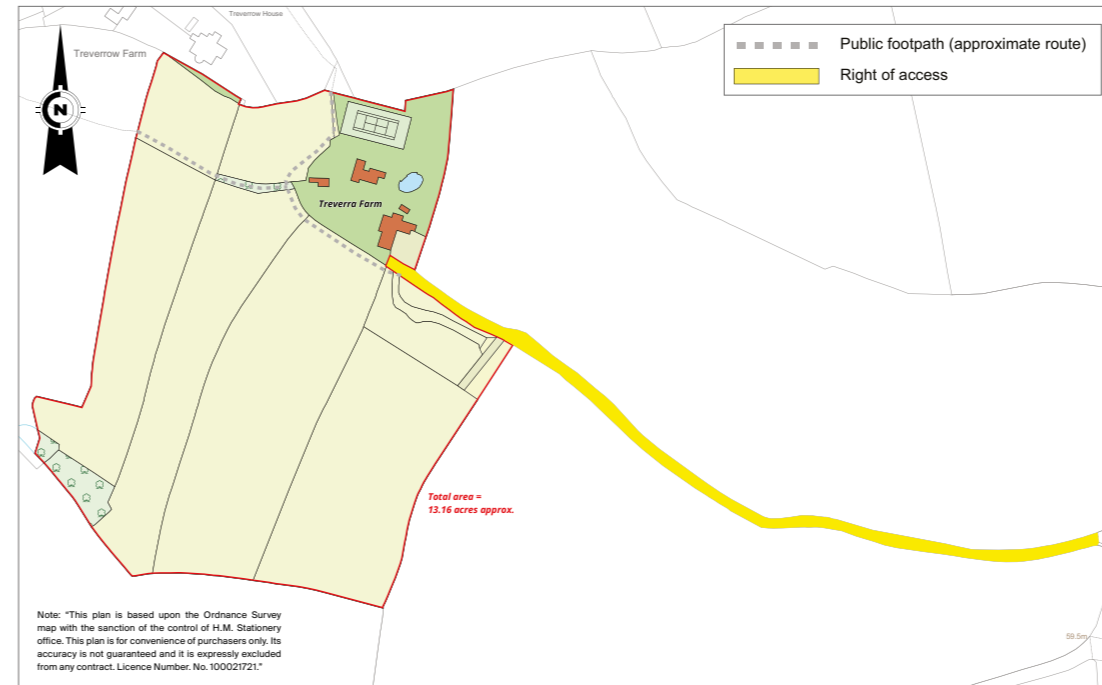 Treverrow House
Treverrow Farm
N
Public footpath (approximate route)
Right of access
Treverra Farm
Total area =
13.16 acres approx.
59.5m
Note: "This plan is based upon the Ordnance Survey
map with the sanction of the control of H.M. Stationery
office. This plan is for convenience of purchasers only. Its
accuracy is not guaranteed and it is expressly excluded
from any contract. Licence Number. No. 100021721."